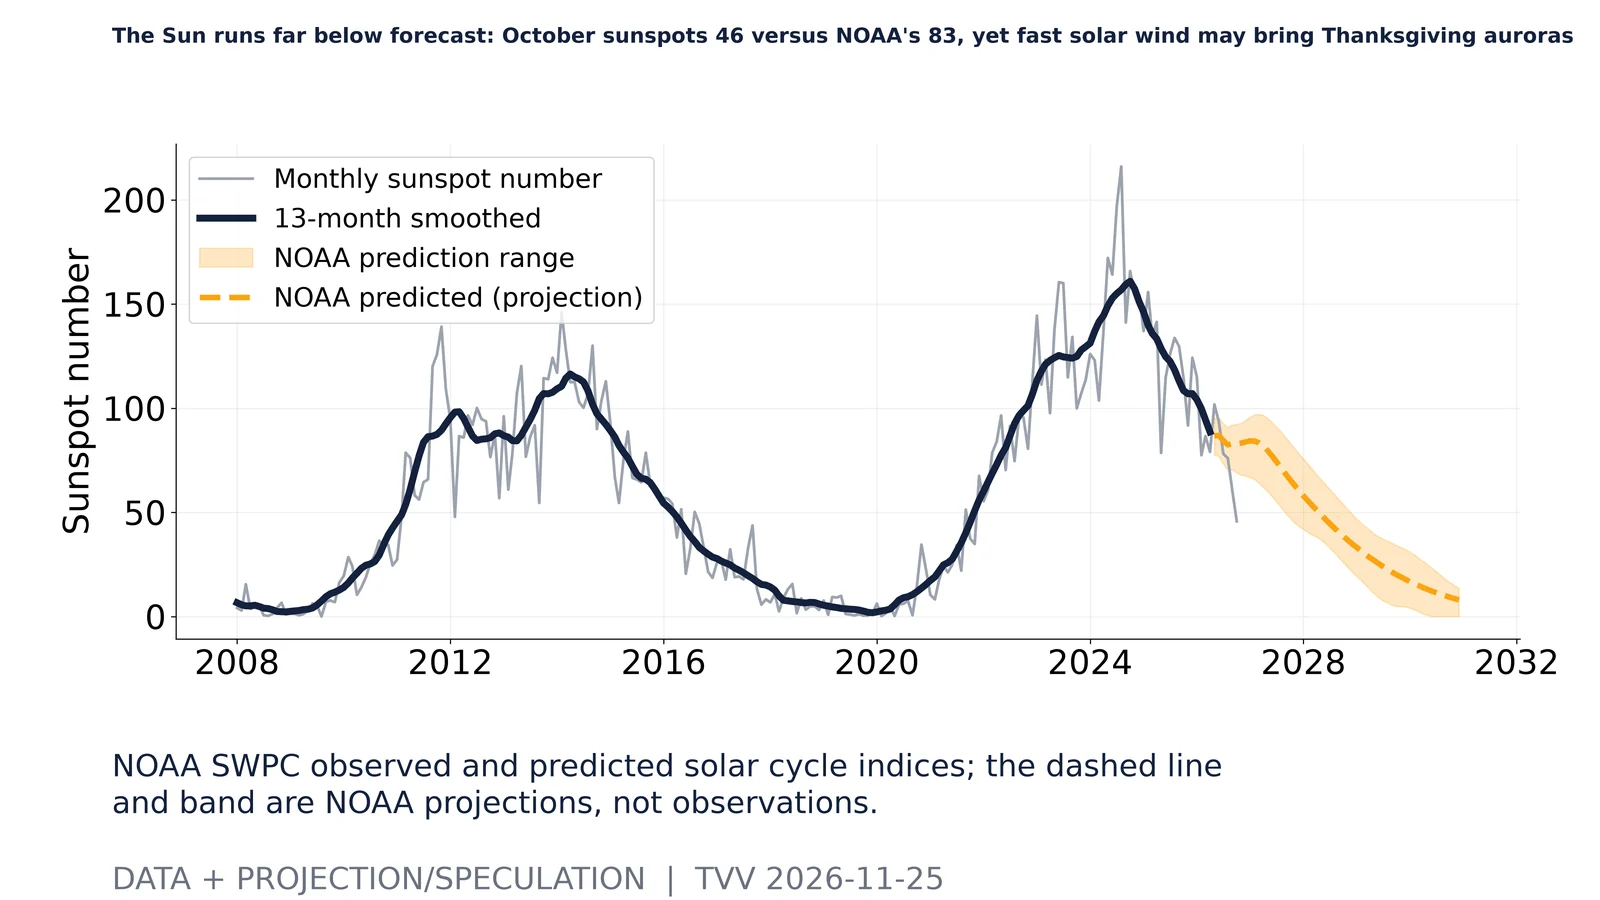 The Sun runs far below forecast: October sunspots 46 versus NOAA's 83, yet fast solar wind may bring Thanksgiving auroras
Monthly sunspot number
13-month smoothed
NOAA prediction range
NOAA predicted (projection)
Sunspot number
200
150
100
50
0
2008 2012 2016 2020 2024 2028 2032
NOAA SWPC observed and predicted solar cycle indices; the dashed line
and band are NOAA projections, not observations.
DATA + PROJECTION/SPECULATION | TVV 2026-11-25